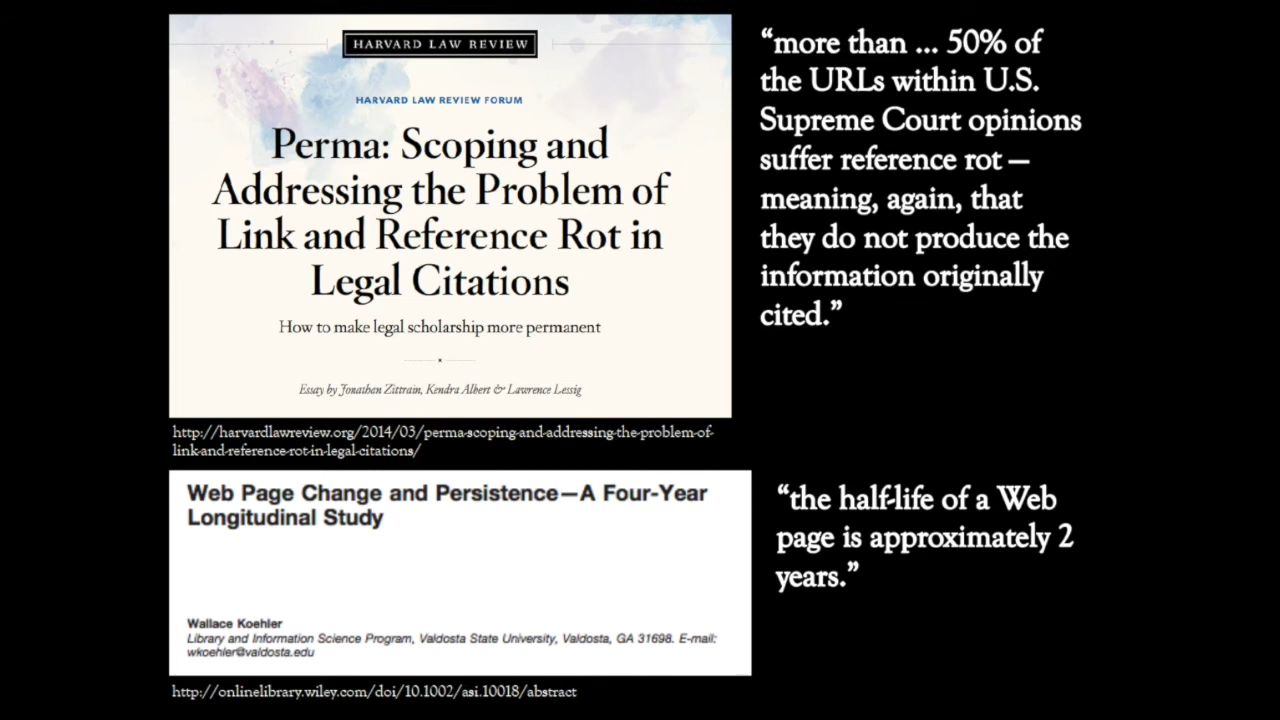 HARVARD LAW REVIEW
HARVARD LAW REVIEW FORUM
Perma: Scoping and
Addressing the Problem of
Link and Reference Rot in
Legal Citations
How to make legal scholarship more permanent
Essay by Jonathan Zittrain, Kendra Albert & Lawrence Lessig
http://harvardlawreview.org/2014/03/perma-scoping-and-addressing-the-problem-of-
link-and-reference-rot-in-legal-citations/
“more than ... 50% of
the URLs within U.S.
Supreme Court opinions
suffer reference rot —
meaning, again, that
they do not produce the
information originally
cited.”
Web Page Change and Persistence—A Four-Year
Longitudinal Study
Wallace Koehler
Library and Information Science Program, Valdosta State University, Valdosta, GA 31698. E-mail:
wkoehler@valdosta.edu
http://onlinelibrary.wiley.com/doi/10.1002/asi.10018/abstract
“the half-life of a Web
page is approximately 2
years.”